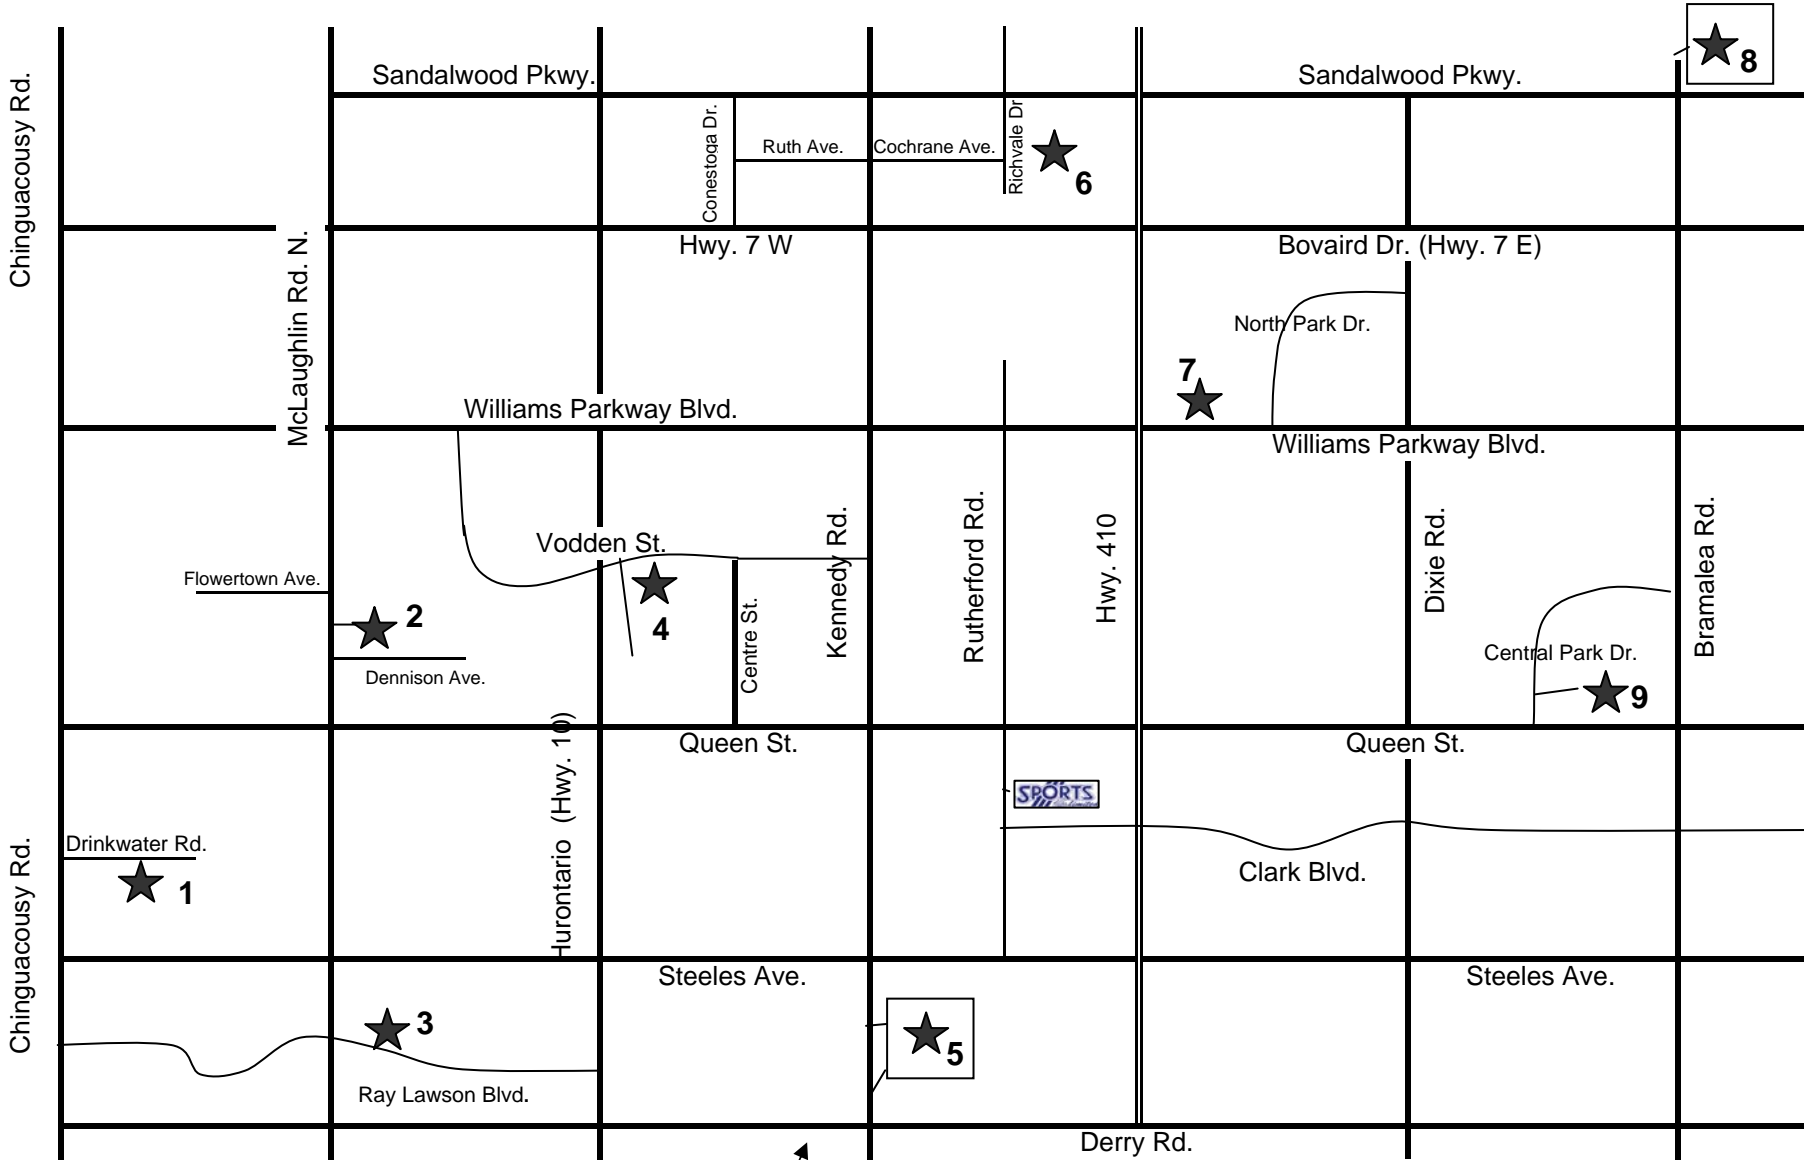 8
Sandalwood Pkwy.
Sandalwood Pkwy.
Chinguacousy Rd.
Conestoga Dr.
Ruth Ave.
Cochrane Ave.
Richvale Dr
6
McLaughlin Rd. N.
Hwy. 7 W
Bovaird Dr. (Hwy. 7 E)
North Park Dr.
7
Williams Parkway Blvd.
Williams Parkway Blvd.
Vodden St.
Kennedy Rd.
Rutherford Rd.
Hwy. 410
Dixie Rd.
Bramalea Rd.
Flowertown Ave.
2
4
Centre St.
Dennison Ave.
Central Park Dr.
9
Hurontario (Hwy. 10)
Queen St.
Queen St.
SPORTS
Drinkwater Rd.
1
Chinguacousy Rd.
Clark Blvd.
Steeles Ave.
Steeles Ave.
3
5
Ray Lawson Blvd.
Derry Rd.